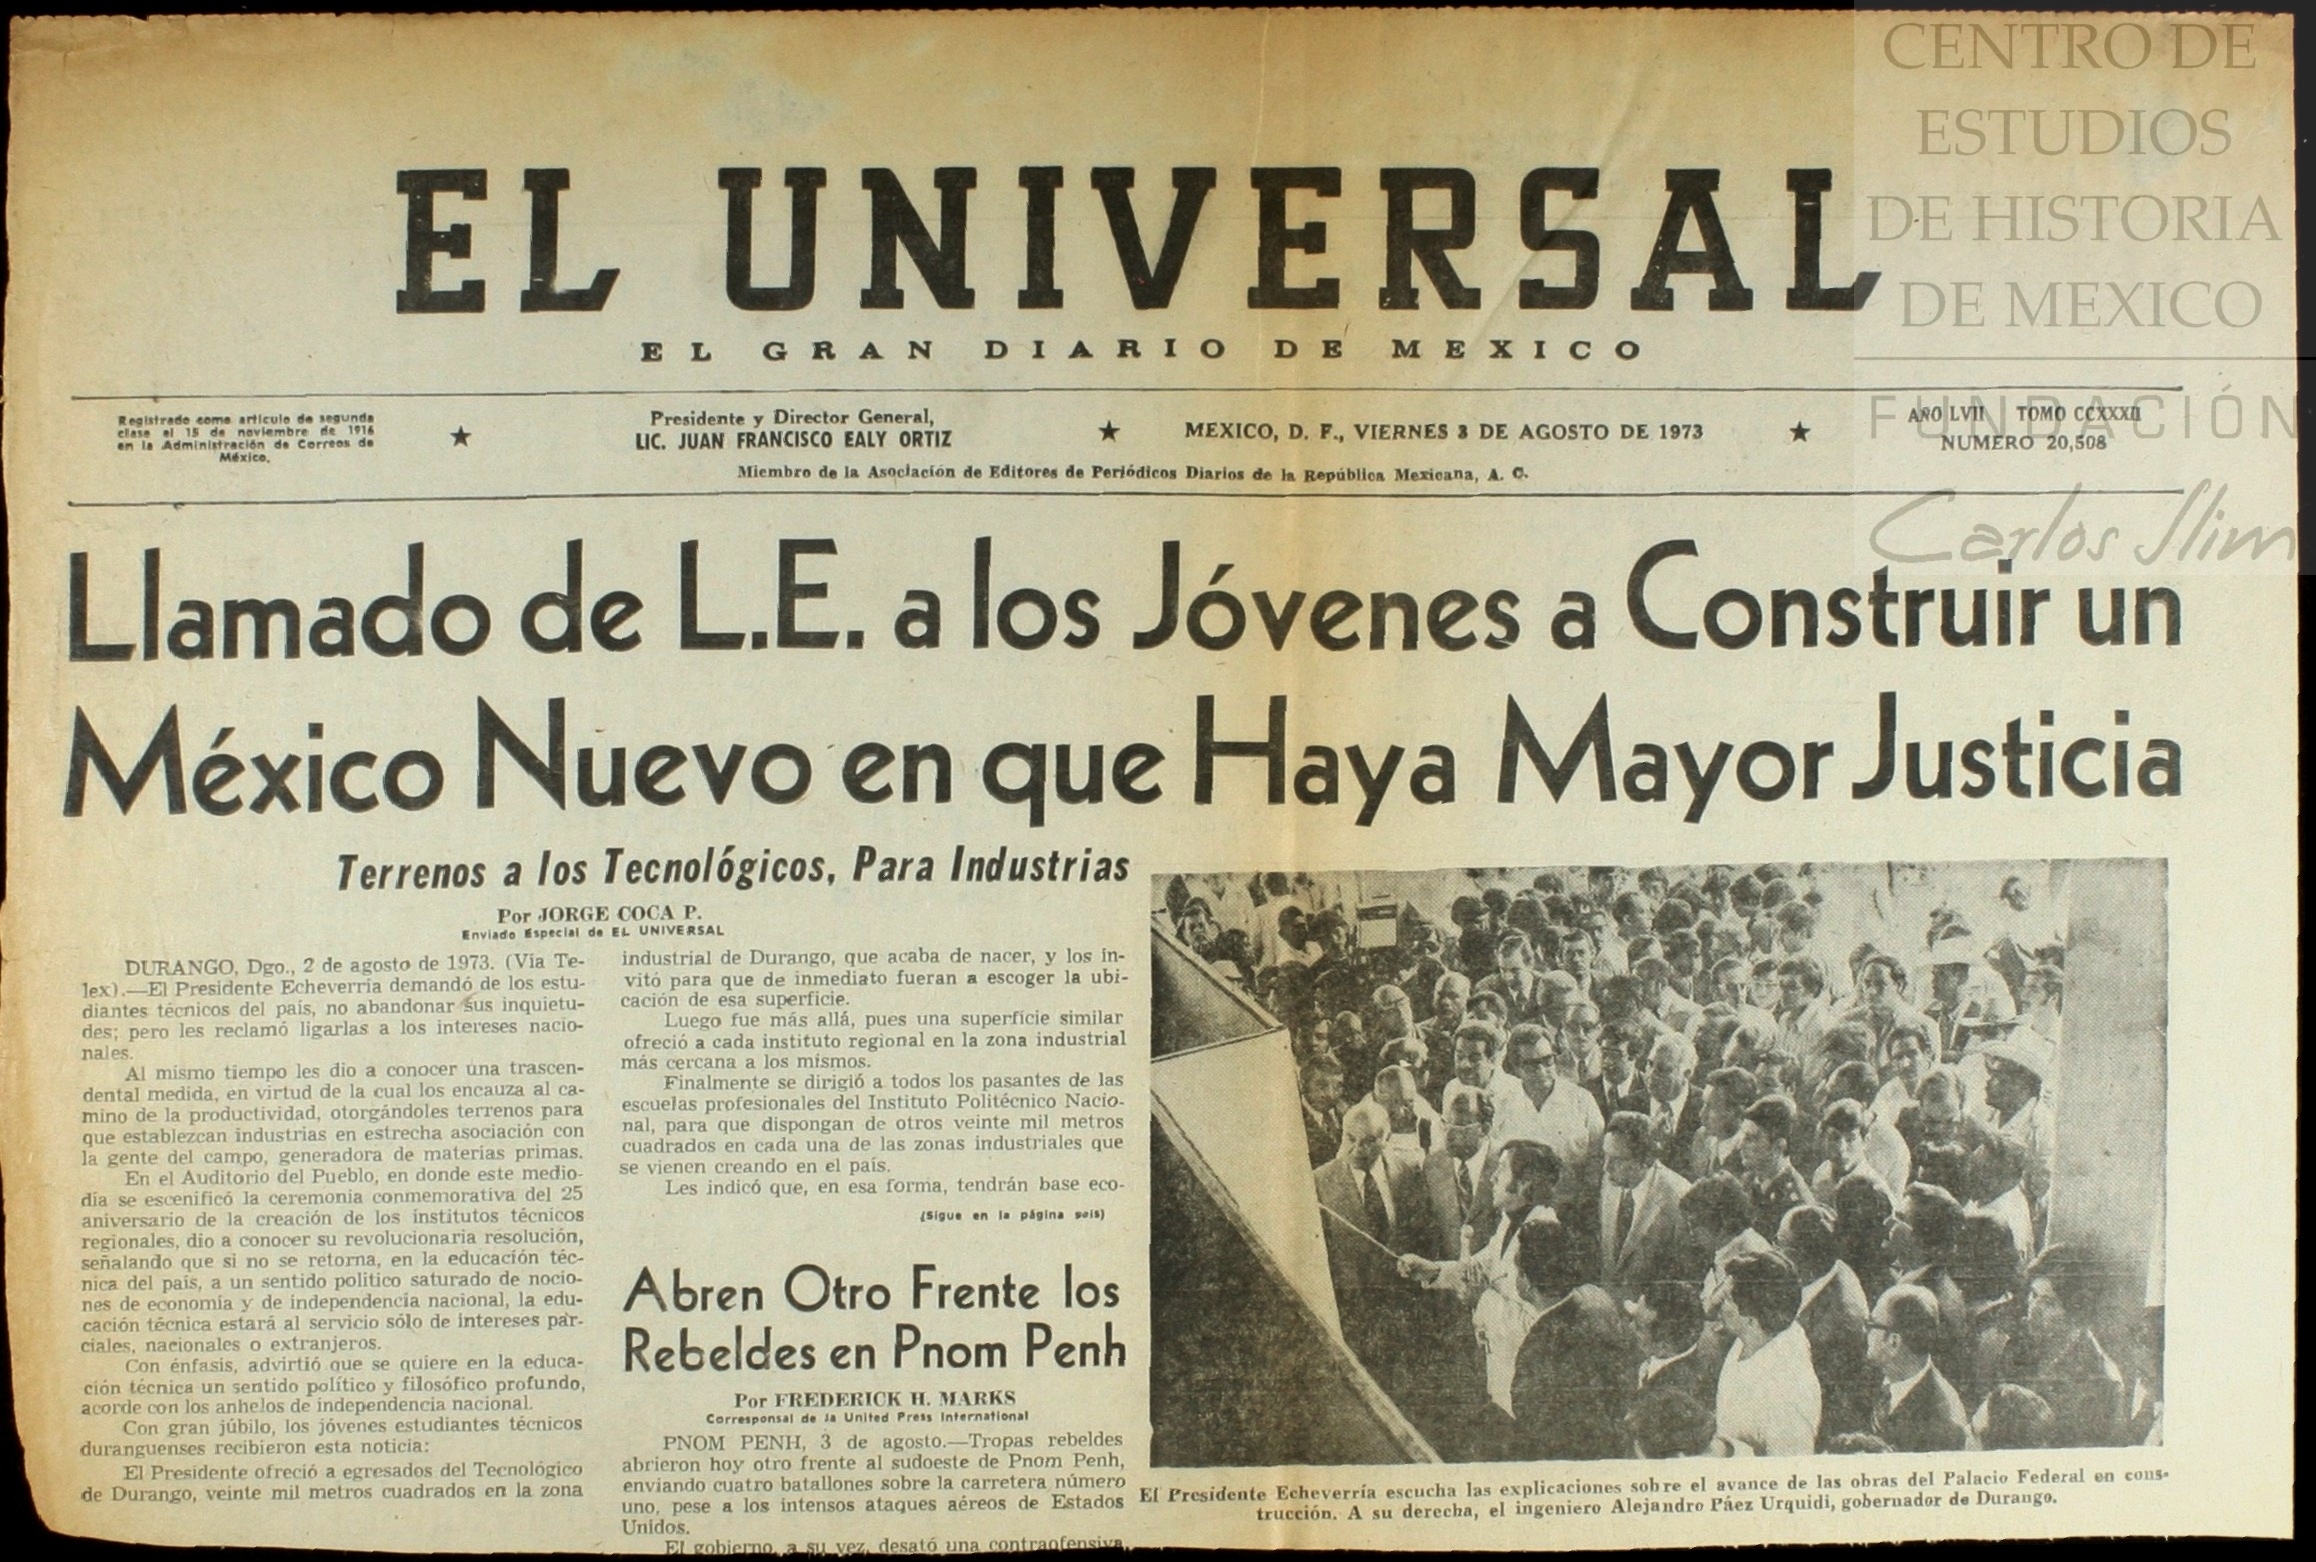 CENTRO DE
ESTUDIOS
DE HISTORIA
DE MEXICO
FUNDACIÓN
Carlos Slim
EL UNIVERSAL
EL GRAN DIARIO DE MEXICO
Registrado como artículo de segunda
clase el 15 de noviembre de 1916
en la Administración de Correos de
México.
Presidente y Director General,
LIC. JUAN FRANCISCO EALY ORTIZ
MEXICO, D. F., VIERNES 3 DE AGOSTO DE 1973
AÑO LVII TOMO CCXXXII
NUMERO 20,508
Miembro de la Asociación de Editores de Periódicos Diarios de la República Mexicana, A. C.
Llamado de L.E. a los Jóvenes a Construir un
México Nuevo en que Haya Mayor Justicia
Terrenos a los Tecnológicos, Para Industrias
Por JORGE COCA P.
Enviado Especial de EL UNIVERSAL
DURANGO, Dgo., 2 de agosto de 1973. (Vía Te-
lex).—El Presidente Echeverría demandó de los estu-
diantes técnicos del país, no abandonar sus inquietu-
des; pero les reclamó ligarlas a los intereses nacio-
nales.
Al mismo tiempo les dio a conocer una trascen-
dental medida, en virtud de la cual los encauza al ca-
mino de la productividad, otorgándoles terrenos para
que establezcan industrias en estrecha asociación con
la gente del campo, generadora de materias primas.
En el Auditorio del Pueblo, en donde este medio-
día se escenificó la ceremonia conmemorativa del 25
aniversario de la creación de los institutos técnicos
regionales, dio a conocer su revolucionaria resolución,
señalando que si no se retorna, en la educación téc-
nica del país, a un sentido político saturado de nocio-
nes de economía y de independencia nacional, la edu-
cación técnica estará al servicio sólo de intereses par-
ciales, nacionales o extranjeros.
Con énfasis, advirtió que se quiere en la educa-
ción técnica un sentido político y filosófico profundo,
acorde con los anhelos de independencia nacional.
Con gran júbilo, los jóvenes estudiantes técnicos
duranguenses recibieron esta noticia:
El Presidente ofreció a egresados del Tecnológico
de Durango, veinte mil metros cuadrados en la zona
industrial de Durango, que acaba de nacer, y los in-
vitó para que de inmediato fueran a escoger la ubi-
cación de esa superficie.
Luego fue más allá, pues una superficie similar
ofreció a cada instituto regional en la zona industrial
más cercana a los mismos.
Finalmente se dirigió a todos los pasantes de las
escuelas profesionales del Instituto Politécnico Nacio-
nal, para que dispongan de otros veinte mil metros
cuadrados en cada una de las zonas industriales que
se vienen creando en el país.
Les indicó que, en esa forma, tendrán base eco-
(Sigue en la página seis)
Abren Otro Frente los
Rebeldes en Pnom Penh
Por FREDERICK H. MARKS
Corresponsal de la United Press International
PNOM PENH, 3 de agosto.—Tropas rebeldes
abrieron hoy otro frente al sudoeste de Pnom Penh,
enviando cuatro batallones sobre la carretera número
uno, pese a los intensos ataques aéreos de Estados
Unidos.
El gobierno, a su vez, desató una contraofensiva,
El Presidente Echeverría escucha las explicaciones sobre el avance de las obras del Palacio Federal en cons-
trucción. A su derecha, el ingeniero Alejandro Páez Urquidi, gobernador de Durango.